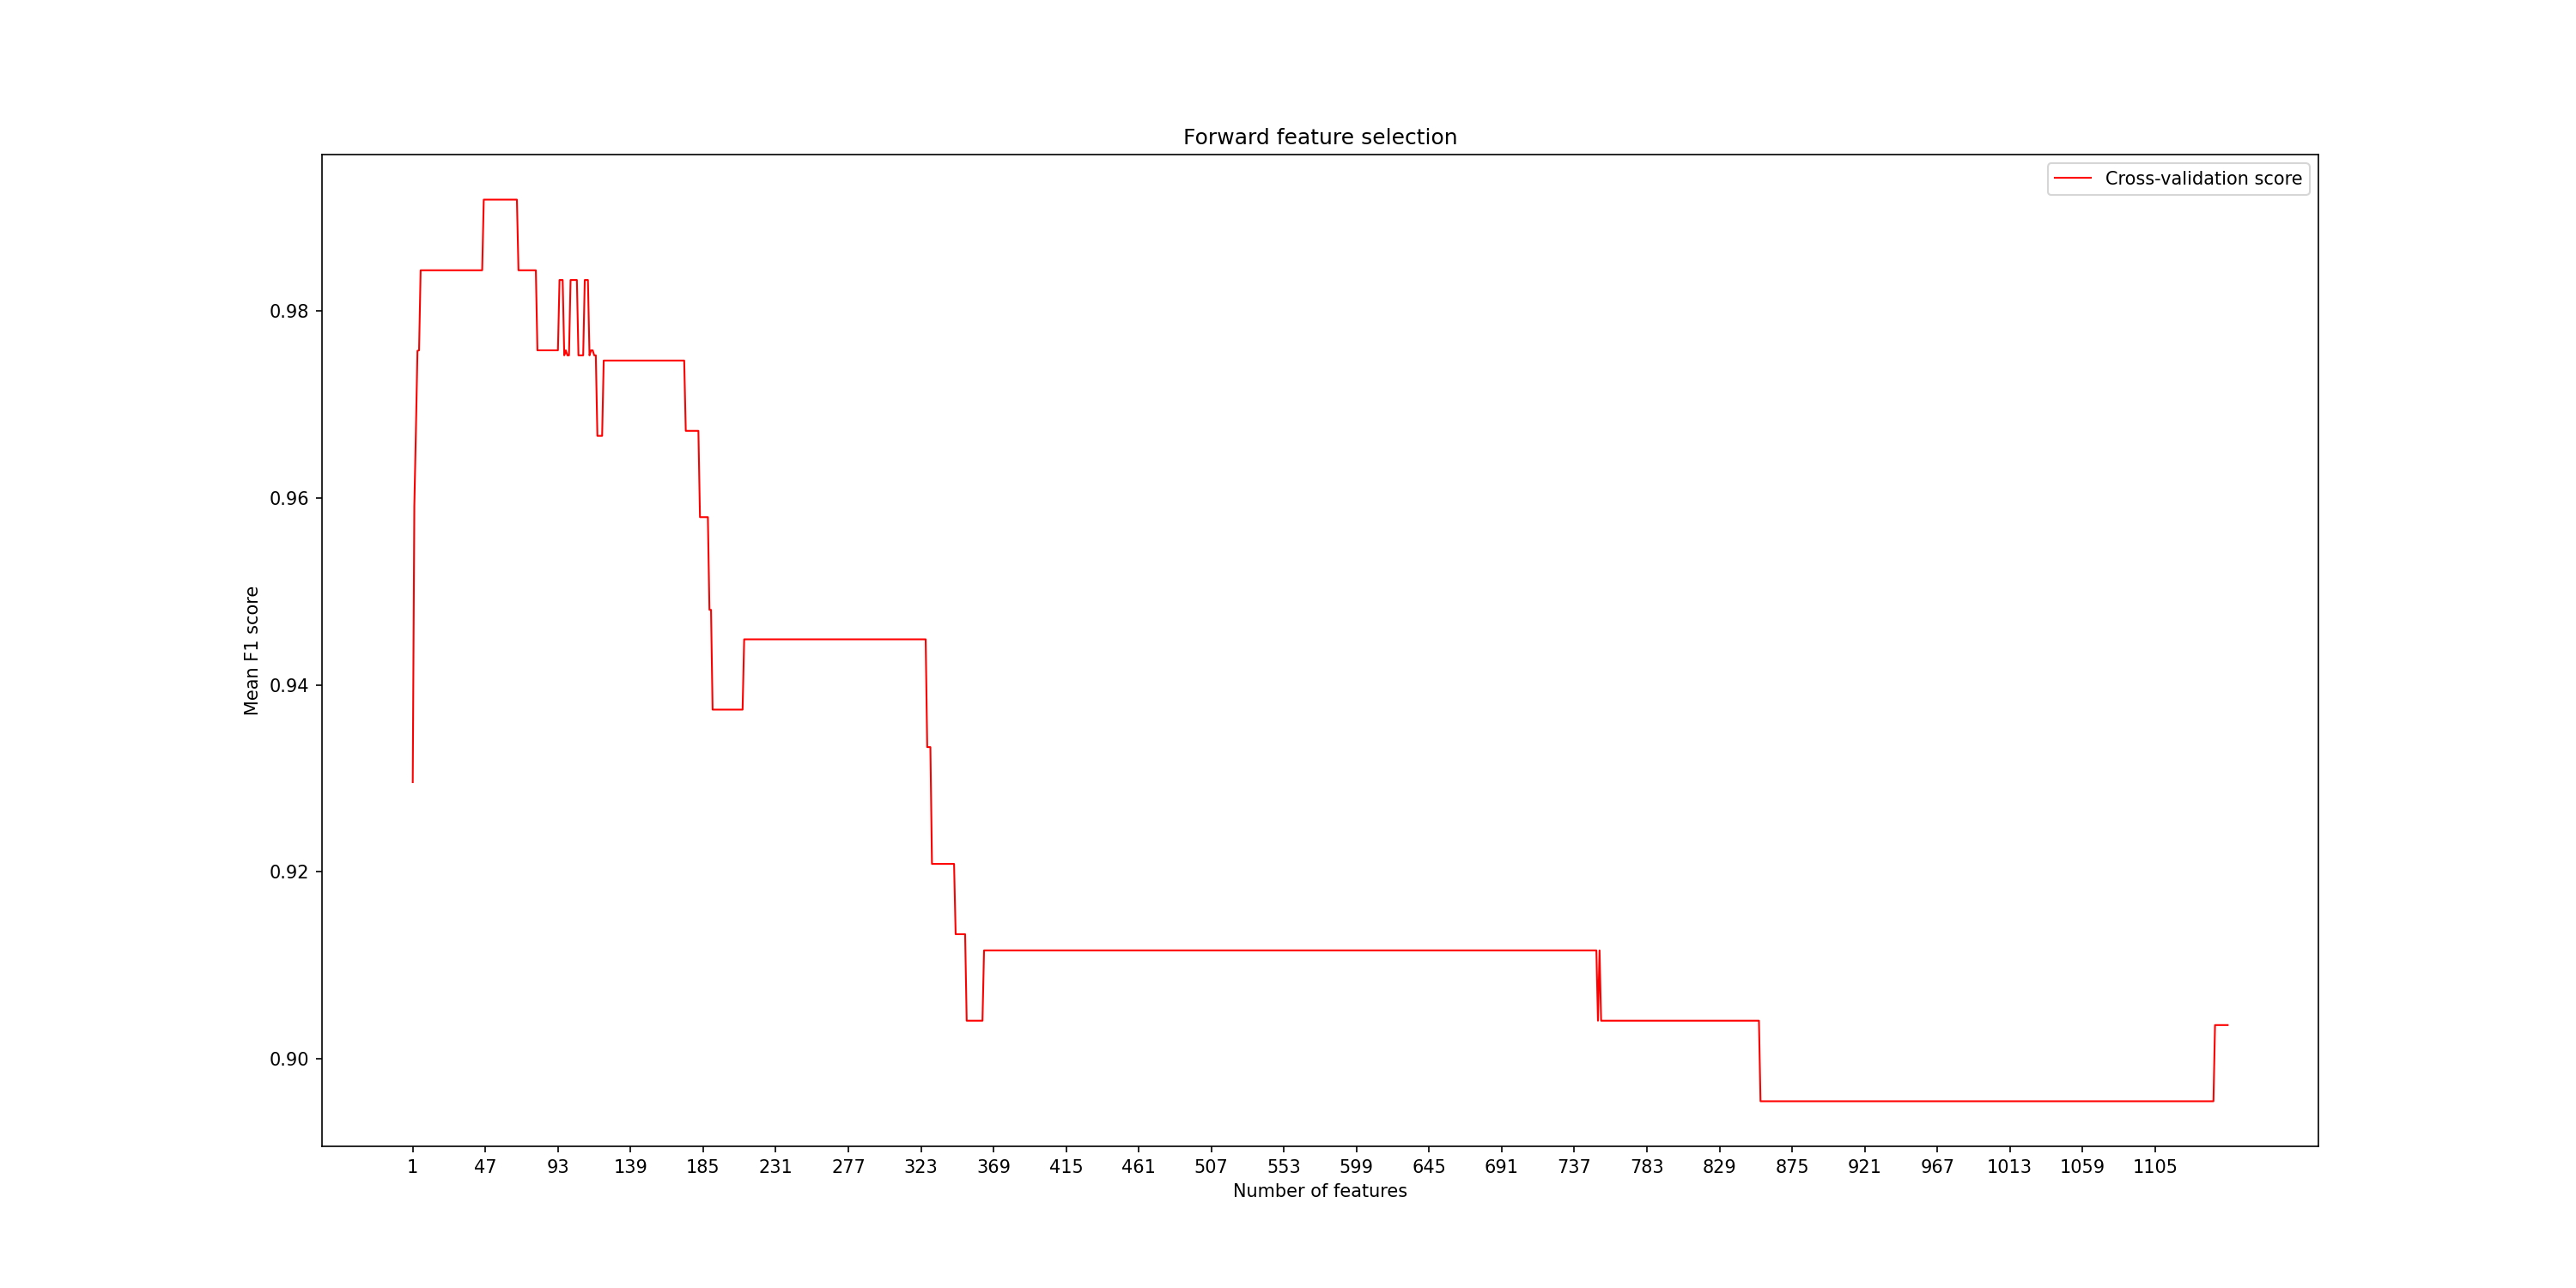 Forward feature selection
Cross-validation score
Mean F1 score
0.98
0.96
0.94
0.92
0.90
1 47 93 139 185 231 277 323 369 415 461 507 553 599 645 691 737 783 829 875 921 967 1013 1059 1105
Number of features